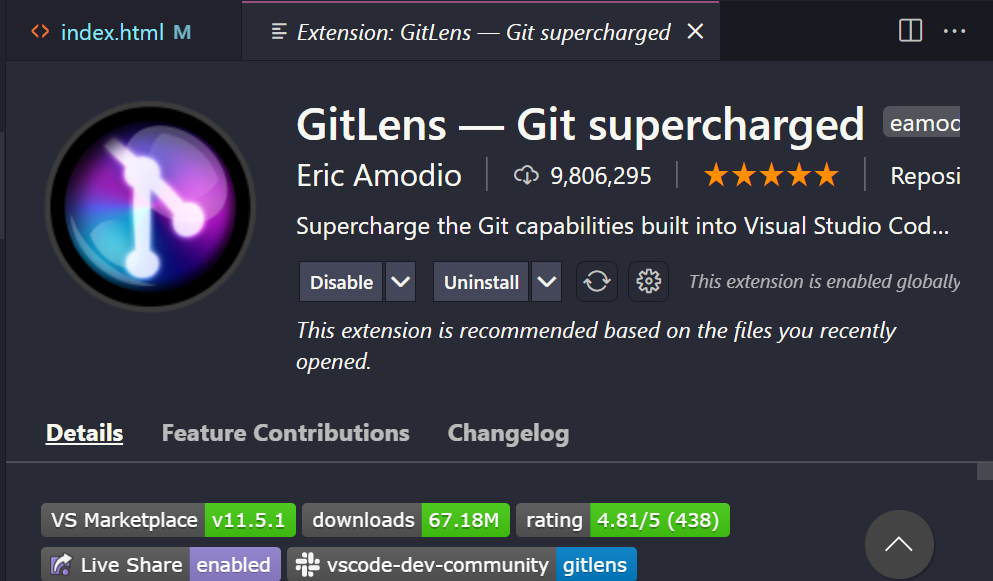 index.html M
Extension: GitLens — Git supercharged
GitLens — Git supercharged eamod
Eric Amodio 9,806,295 Reposi
Supercharge the Git capabilities built into Visual Studio Cod...
Disable Uninstall This extension is enabled globally
This extension is recommended based on the files you recently
opened.
Details Feature Contributions Changelog
VS Marketplace v11.5.1 downloads 67.18M rating 4.81/5 (438)
Live Share enabled vscode-dev-community gitlens